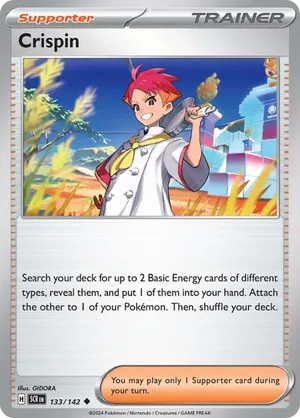 Supporter
TRAINER
Crispin
Search your deck for up to 2 Basic Energy cards of different
types, reveal them, and put 1 of them into your hand. Attach
the other to 1 of your Pokémon. Then, shuffle your deck.
Illus. GIDORA
H SCR EN 133/142 ◆
You may play only 1 Supporter card during
your turn.
©2024 Pokémon / Nintendo / Creatures / GAME FREAK